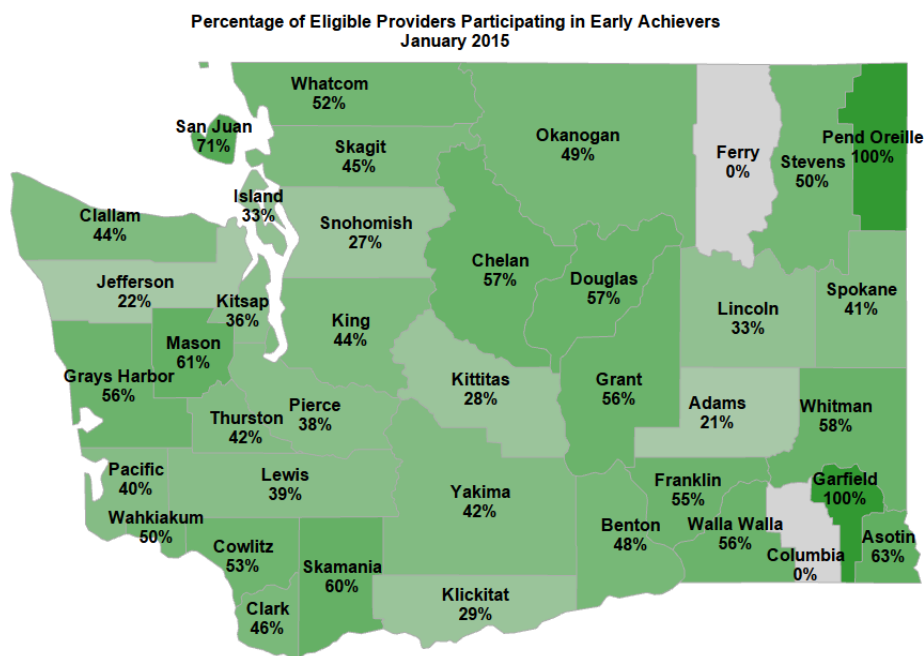 Percentage of Eligible Providers Participating in Early Achievers
January 2015
Whatcom
52%
San Juan
71%
Skagit
45%
Okanogan
49%
Ferry
0%
Stevens
50%
Pend Oreille
100%
Island
33%
Clallam
44%
Snohomish
27%
Chelan
57%
Douglas
57%
Jefferson
22%
Kitsap
36%
King
44%
Lincoln
33%
Spokane
41%
Mason
61%
Grays Harbor
56%
Kittitas
28%
Grant
56%
Adams
21%
Whitman
58%
Thurston
42%
Pierce
38%
Pacific
40%
Lewis
39%
Yakima
42%
Franklin
55%
Garfield
100%
Wahkiakum
50%
Benton
48%
Walla Walla
56%
Columbia
0%
Asotin
63%
Cowlitz
53%
Skamania
60%
Klickitat
29%
Clark
46%